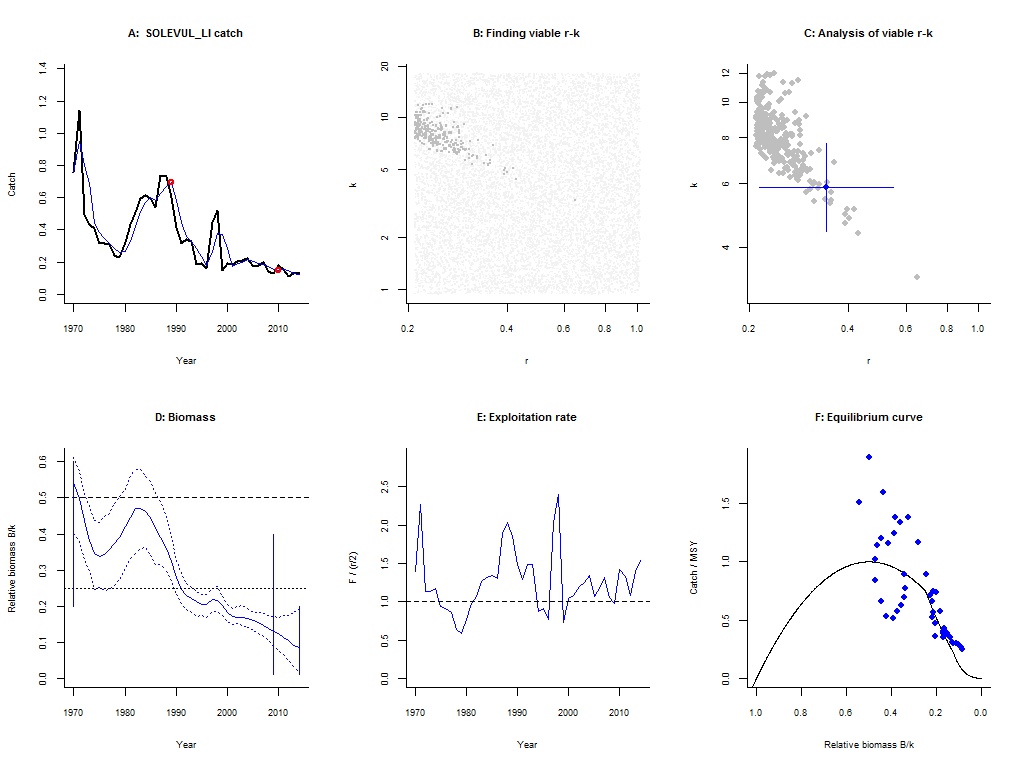 A:  SOLEVUL_LI catch
B: Finding viable r-k
C: Analysis of viable r-k
Catch
0.0 0.2 0.4 0.6 0.8 1.0 1.2 1.4
1970 1980 1990 2000 2010
Year
k
1 2 5 10 20
0.2 0.4 0.6 0.8 1.0
r
k
4 6 8 10 12
0.2 0.4 0.6 0.8 1.0
r
D: Biomass
E: Exploitation rate
F: Equilibrium curve
Relative biomass B/k
0.0 0.1 0.2 0.3 0.4 0.5 0.6
1970 1980 1990 2000 2010
Year
F / (r/2)
0.0 0.5 1.0 1.5 2.0 2.5
1970 1980 1990 2000 2010
Year
Catch / MSY
0.0 0.5 1.0 1.5
1.0 0.8 0.6 0.4 0.2 0.0
Relative biomass B/k